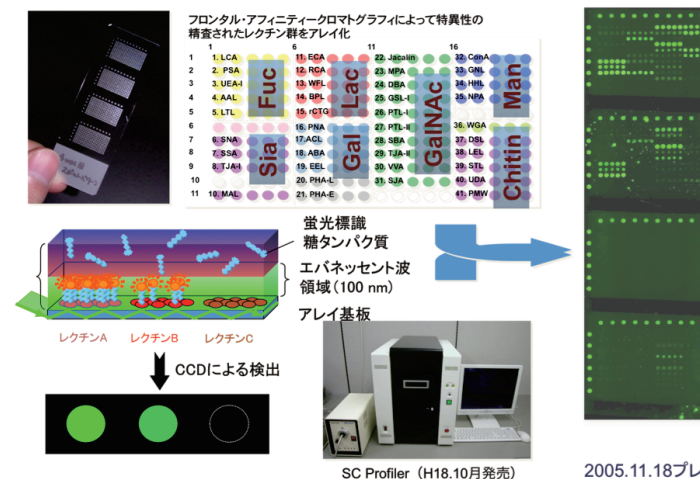 フロンタル・アフィニティークロマトグラフィによって特異性の
精査されたレクチン群をアレイ化
1 6 11 16
1 1. LCA 11. ECA 22. Jacalin 32. ConA
2 2. PSA 12. RCA 23. MPA 33. GNL
3 3. UEA-I 13. WFL 24. DBA 34. HHL
4 4. AAL 14. BPL 25. GSL-I 35. NPA
5 5. LTL 15. rCTG 26. PTL-I
6 16. PNA 27. PTL-II 36. WGA
7 6. SNA 17. ACL 28. SBA 37. DSL
8 7. SSA 18. ABA 29. TJA-II 38. LEL
9 8. TJA-I 19. EEL 30. VVA 39. STL
10 20. PHA-L 31. SJA 40. UDA
11 10. MAL 21. PHA-E 41. PMW
Fuc
Lac
GalNAc
Man
Sia
Gal
Chitin
蛍光標識
糖タンパク質
エバネッセント波
領域（100 nm）
アレイ基板
レクチンA レクチンB レクチンC
CCDによる検出
SC Profiler（H18.10月発売）
2005.11.18プレ